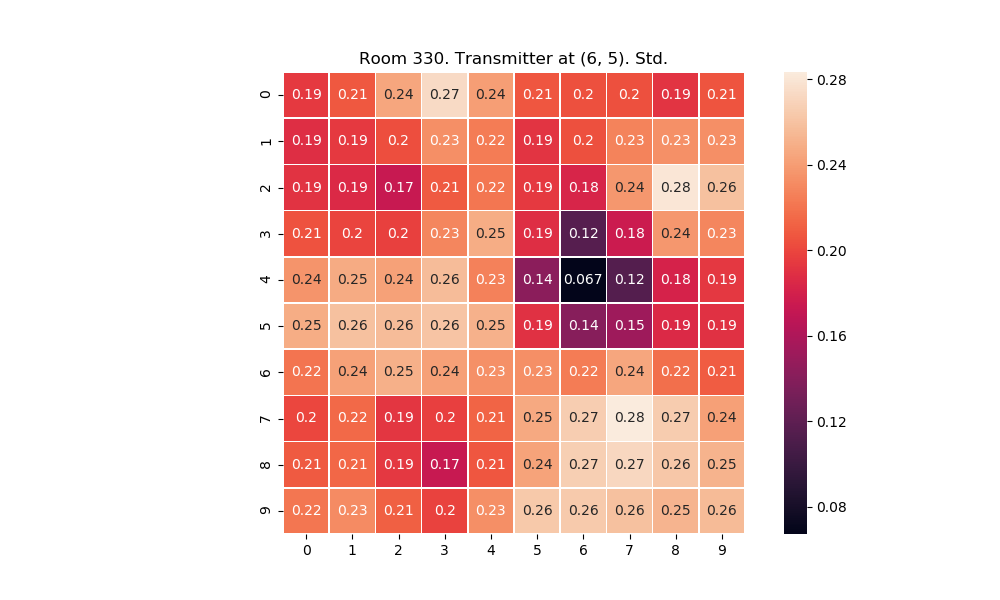 Room 330. Transmitter at (6, 5). Std.
0 0.19 0.21 0.24 0.27 0.24 0.21 0.2 0.2 0.19 0.21
1 0.19 0.19 0.2 0.23 0.22 0.19 0.2 0.23 0.23 0.23
2 0.19 0.19 0.17 0.21 0.22 0.19 0.18 0.24 0.28 0.26
3 0.21 0.2 0.2 0.23 0.25 0.19 0.12 0.18 0.24 0.23
4 0.24 0.25 0.24 0.26 0.23 0.14 0.067 0.12 0.18 0.19
5 0.25 0.26 0.26 0.26 0.25 0.19 0.14 0.15 0.19 0.19
6 0.22 0.24 0.25 0.24 0.23 0.23 0.22 0.24 0.22 0.21
7 0.2 0.22 0.19 0.2 0.21 0.25 0.27 0.28 0.27 0.24
8 0.21 0.21 0.19 0.17 0.21 0.24 0.27 0.27 0.26 0.25
9 0.22 0.23 0.21 0.2 0.23 0.26 0.26 0.26 0.25 0.26
0 1 2 3 4 5 6 7 8 9
0.28
0.24
0.20
0.16
0.12
0.08